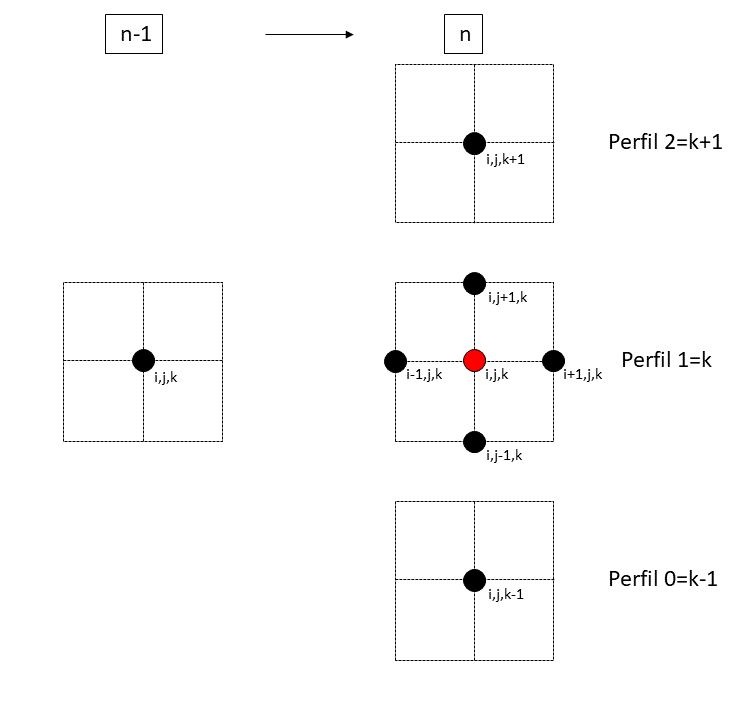 n-1
n
i,j,k+1
Perfil 2=k+1
i,j+1,k
i,j,k
i-1,j,k
i,j,k
i+1,j,k
Perfil 1=k
i,j-1,k
i,j,k-1
Perfil 0=k-1